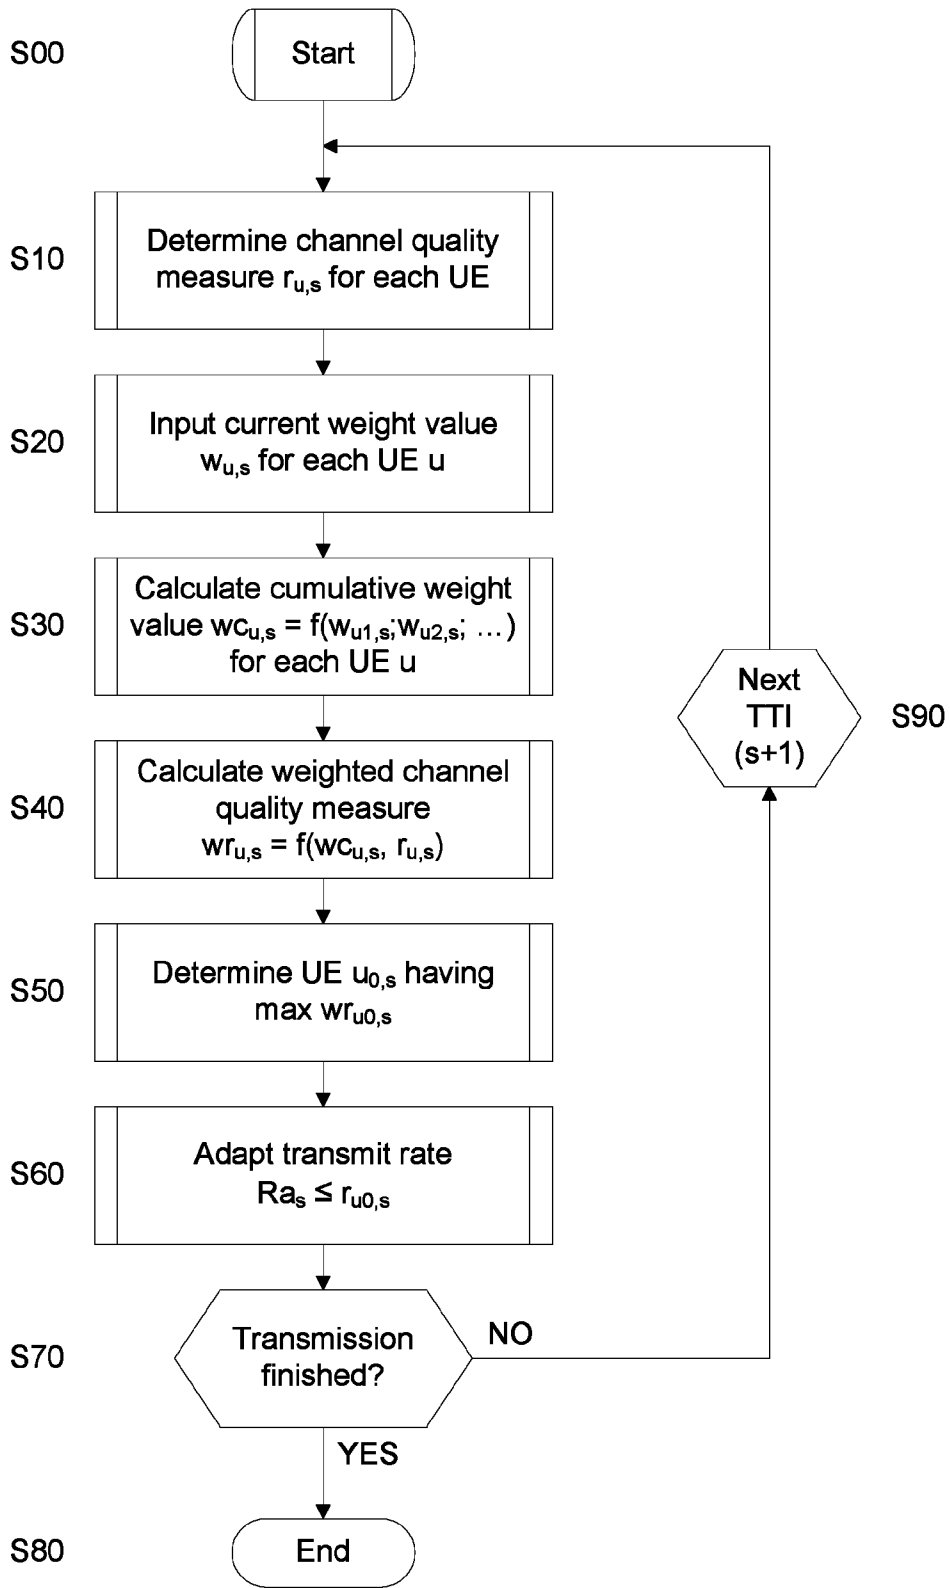 S00
Start
S10
Determine channel quality
measure r_u,s for each UE
S20
Input current weight value
w_u,s for each UE u
S30
Calculate cumulative weight
value wc_u,s = f(w_u1,s;w_u2,s; …)
for each UE u
S40
Calculate weighted channel
quality measure
wr_u,s = f(wc_u,s, r_u,s)
S50
Determine UE u_0,s having
max wr_u0,s
S60
Adapt transmit rate
Ra_s ≤ r_u0,s
S70
Transmission
finished?
NO
YES
S80
End
Next
TTI
(s+1)
S90